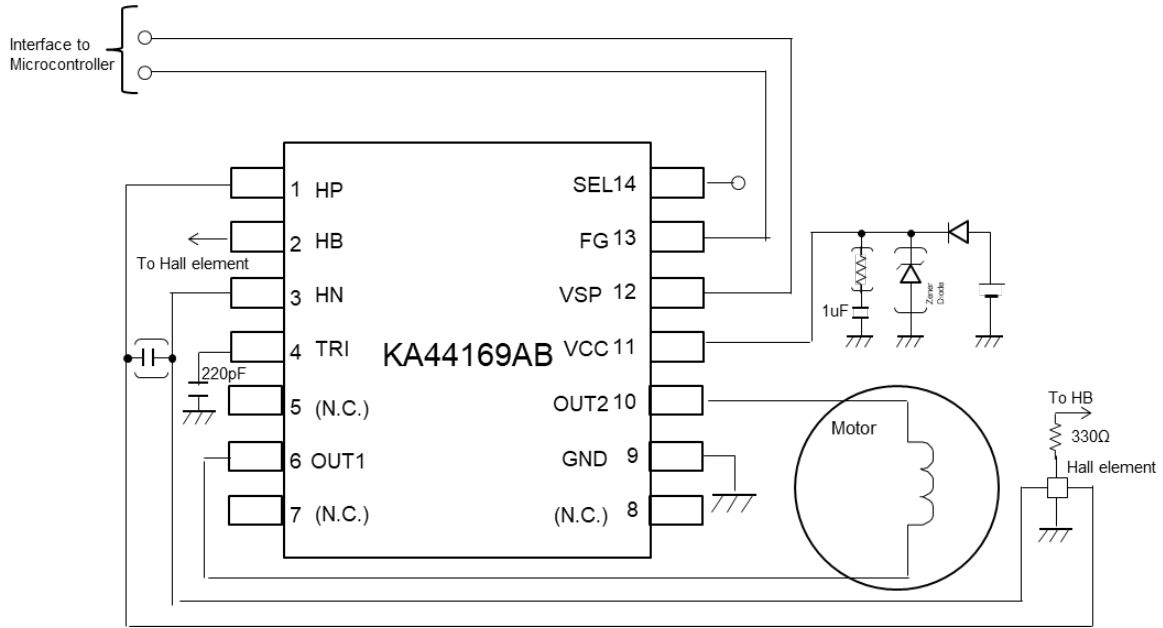 Interface to
Microcontroller
1 HP
2 HB
To Hall element
3 HN
4 TRI
220pF
5 (N.C.)
6 OUT1
7 (N.C.)
KA44169AB
SEL14
FG 13
VSP 12
VCC 11
OUT2 10
GND 9
(N.C.) 8
1uF
Zener
Diode
Motor
To HB
330Ω
Hall element